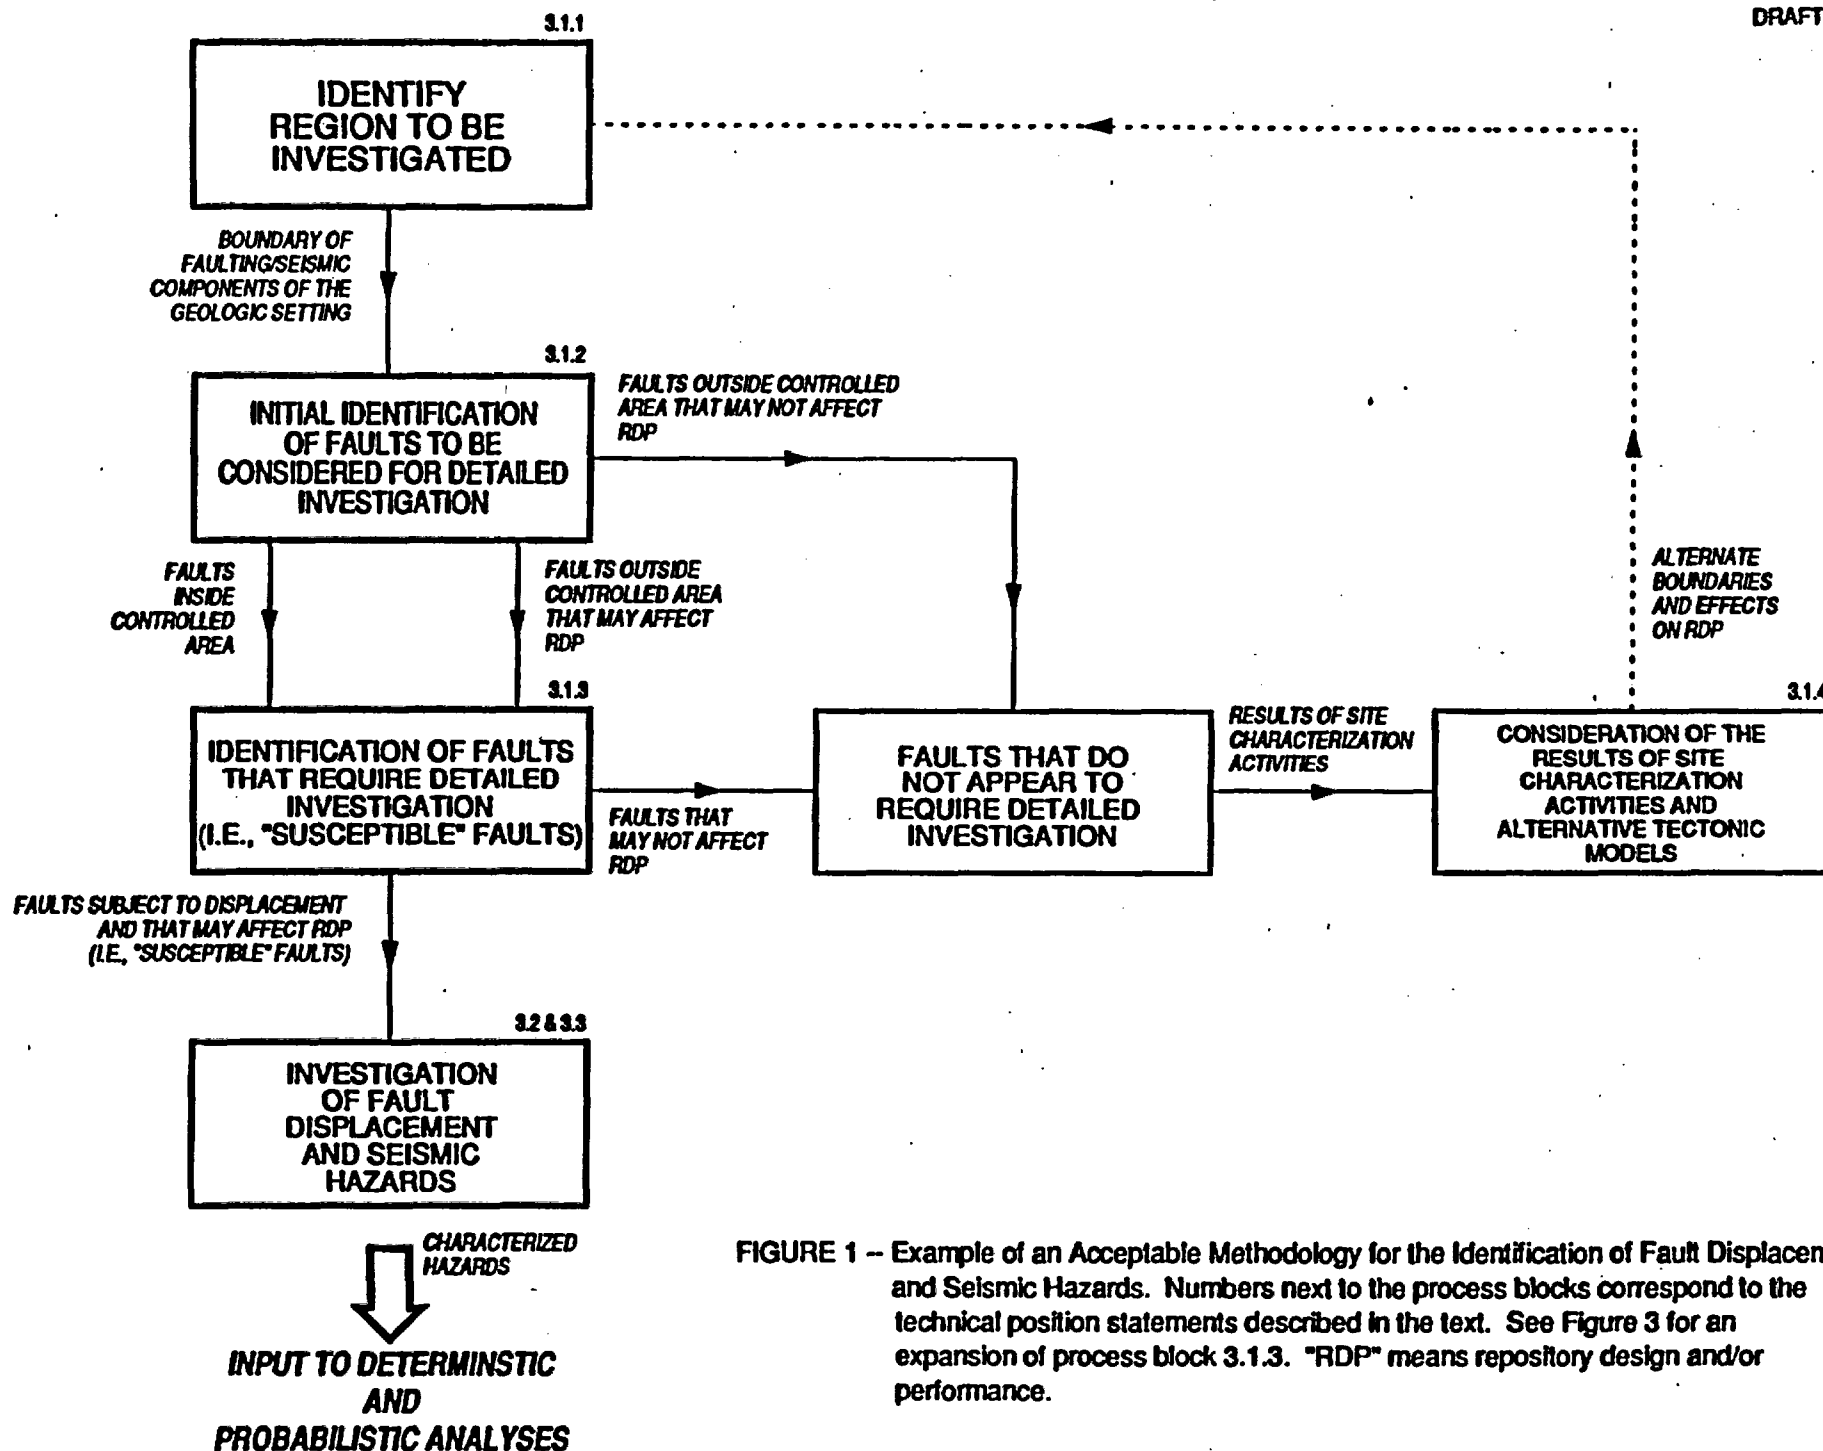 DRAFT
3.1.1
IDENTIFY
REGION TO BE
INVESTIGATED
BOUNDARY OF
FAULTING/SEISMIC
COMPONENTS OF THE
GEOLOGIC SETTING
3.1.2
INITIAL IDENTIFICATION
OF FAULTS TO BE
CONSIDERED FOR DETAILED
INVESTIGATION
FAULTS OUTSIDE CONTROLLED
AREA THAT MAY NOT AFFECT
RDP
FAULTS
INSIDE
CONTROLLED
AREA
FAULTS OUTSIDE
CONTROLLED AREA
THAT MAY AFFECT
RDP
ALTERNATE
BOUNDARIES
AND EFFECTS
ON RDP
3.1.3
IDENTIFICATION OF FAULTS
THAT REQUIRE DETAILED
INVESTIGATION
(I.E., "SUSCEPTIBLE" FAULTS)
FAULTS THAT
MAY NOT AFFECT
RDP
FAULTS THAT DO
NOT APPEAR TO
REQUIRE DETAILED
INVESTIGATION
RESULTS OF SITE
CHARACTERIZATION
ACTIVITIES
3.1.4
CONSIDERATION OF THE
RESULTS OF SITE
CHARACTERIZATION
ACTIVITIES AND
ALTERNATIVE TECTONIC
MODELS
FAULTS SUBJECT TO DISPLACEMENT
AND THAT MAY AFFECT RDP
(I.E., "SUSCEPTIBLE" FAULTS)
3.2 & 3.3
INVESTIGATION
OF FAULT
DISPLACEMENT
AND SEISMIC
HAZARDS
CHARACTERIZED
HAZARDS
INPUT TO DETERMINSTIC
AND
PROBABILISTIC ANALYSES
FIGURE 1 -- Example of an Acceptable Methodology for the Identification of Fault Displacen
and Seismic Hazards. Numbers next to the process blocks correspond to the
technical position statements described in the text. See Figure 3 for an
expansion of process block 3.1.3. "RDP" means repository design and/or
performance.